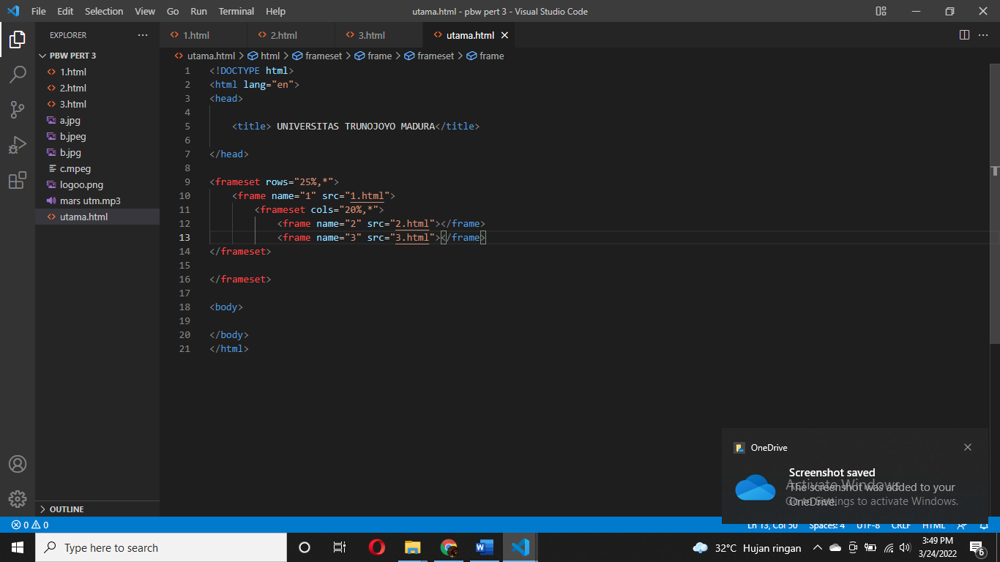 File Edit Selection View Go Run Terminal Help utama.html - pbw pert 3 - Visual Studio Code
EXPLORER ···
1.html 2.html 3.html utama.html
PBW PERT 3
1.html
2.html
3.html
a.jpg
b.jpeg
b.jpg
c.mpeg
logoo.png
mars utm.mp3
utama.html
OUTLINE
utama.html > html > frameset > frame > frameset > frame
1 <!DOCTYPE html>
2 <html lang="en">
3 <head>
4
5 <title> UNIVERSITAS TRUNOJOYO MADURA</title>
6
7 </head>
8
9 <frameset rows="25%,*">
10 <frame name="1" src="1.html">
11 <frameset cols="20%,*">
12 <frame name="2" src="2.html"></frame>
13 <frame name="3" src="3.html"></frame>
14 </frameset>
15
16 </frameset>
17
18 <body>
19
20 </body>
21 </html>
OneDrive
Screenshot saved
The screenshot was added to your
OneDrive.
Activate Windows
Go to Settings to activate Windows.
0 0 Ln 13, Col 50 Spaces: 4 UTF-8 CRLF HTML
Type here to search
32°C Hujan ringan
3:49 PM
3/24/2022
6